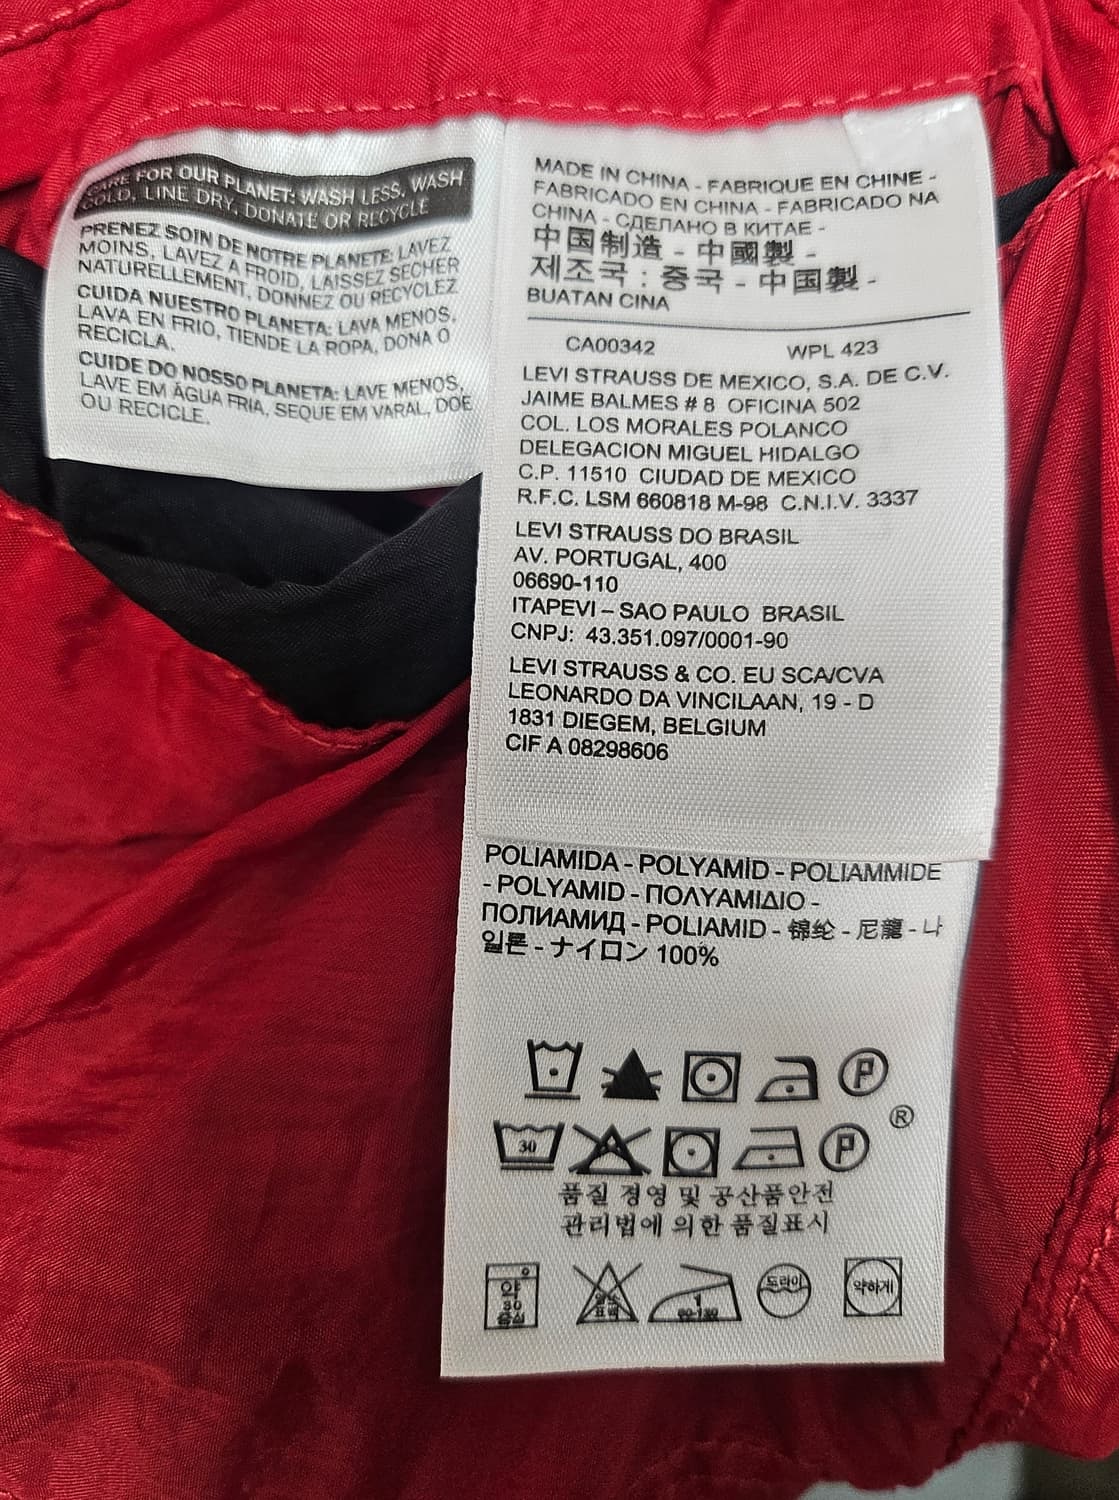 CARE FOR OUR PLANET: WASH LESS, WASH
COLD, LINE DRY, DONATE OR RECYCLE
PRENEZ SOIN DE NOTRE PLANETE: LAVEZ
MOINS, LAVEZ A FROID, LAISSEZ SECHER
NATURELLEMENT, DONNEZ OU RECYCLEZ
CUIDA NUESTRO PLANETA: LAVA MENOS,
LAVA EN FRIO, TIENDE LA ROPA, DONA O
RECICLA.
CUIDE DO NOSSO PLANETA: LAVE MENOS,
LAVE EM ÁGUA FRIA, SEQUE EM VARAL, DOE
OU RECICLE.
MADE IN CHINA - FABRIQUE EN CHINE -
FABRICADO EN CHINA - FABRICADO NA
CHINA - СДЕЛАНО В КИТАЕ -
中国制造 - 中國製 -
제조국 : 중국 - 中国製 -
BUATAN CINA
CA00342 WPL 423
LEVI STRAUSS DE MEXICO, S.A. DE C.V.
JAIME BALMES # 8 OFICINA 502
COL. LOS MORALES POLANCO
DELEGACION MIGUEL HIDALGO
C.P. 11510 CIUDAD DE MEXICO
R.F.C. LSM 660818 M-98 C.N.I.V. 3337
LEVI STRAUSS DO BRASIL
AV. PORTUGAL, 400
06690-110
ITAPEVI – SAO PAULO BRASIL
CNPJ: 43.351.097/0001-90
LEVI STRAUSS & CO. EU SCA/CVA
LEONARDO DA VINCILAAN, 19 - D
1831 DIEGEM, BELGIUM
CIF A 08298606
POLIAMIDA - POLYAMİD - POLIAMMIDE
- POLYAMID - ΠΟΛΥΑΜΙΔΙΟ -
ПОЛИАМИД - POLIAMID - 锦纶 - 尼龍 - 나
일론 - ナイロン 100%
P
®
30 P
품질 경영 및 공산품안전
관리법에 의한 품질표시
약 30 중성 염소 표백 1 80-120 드라이 약하게